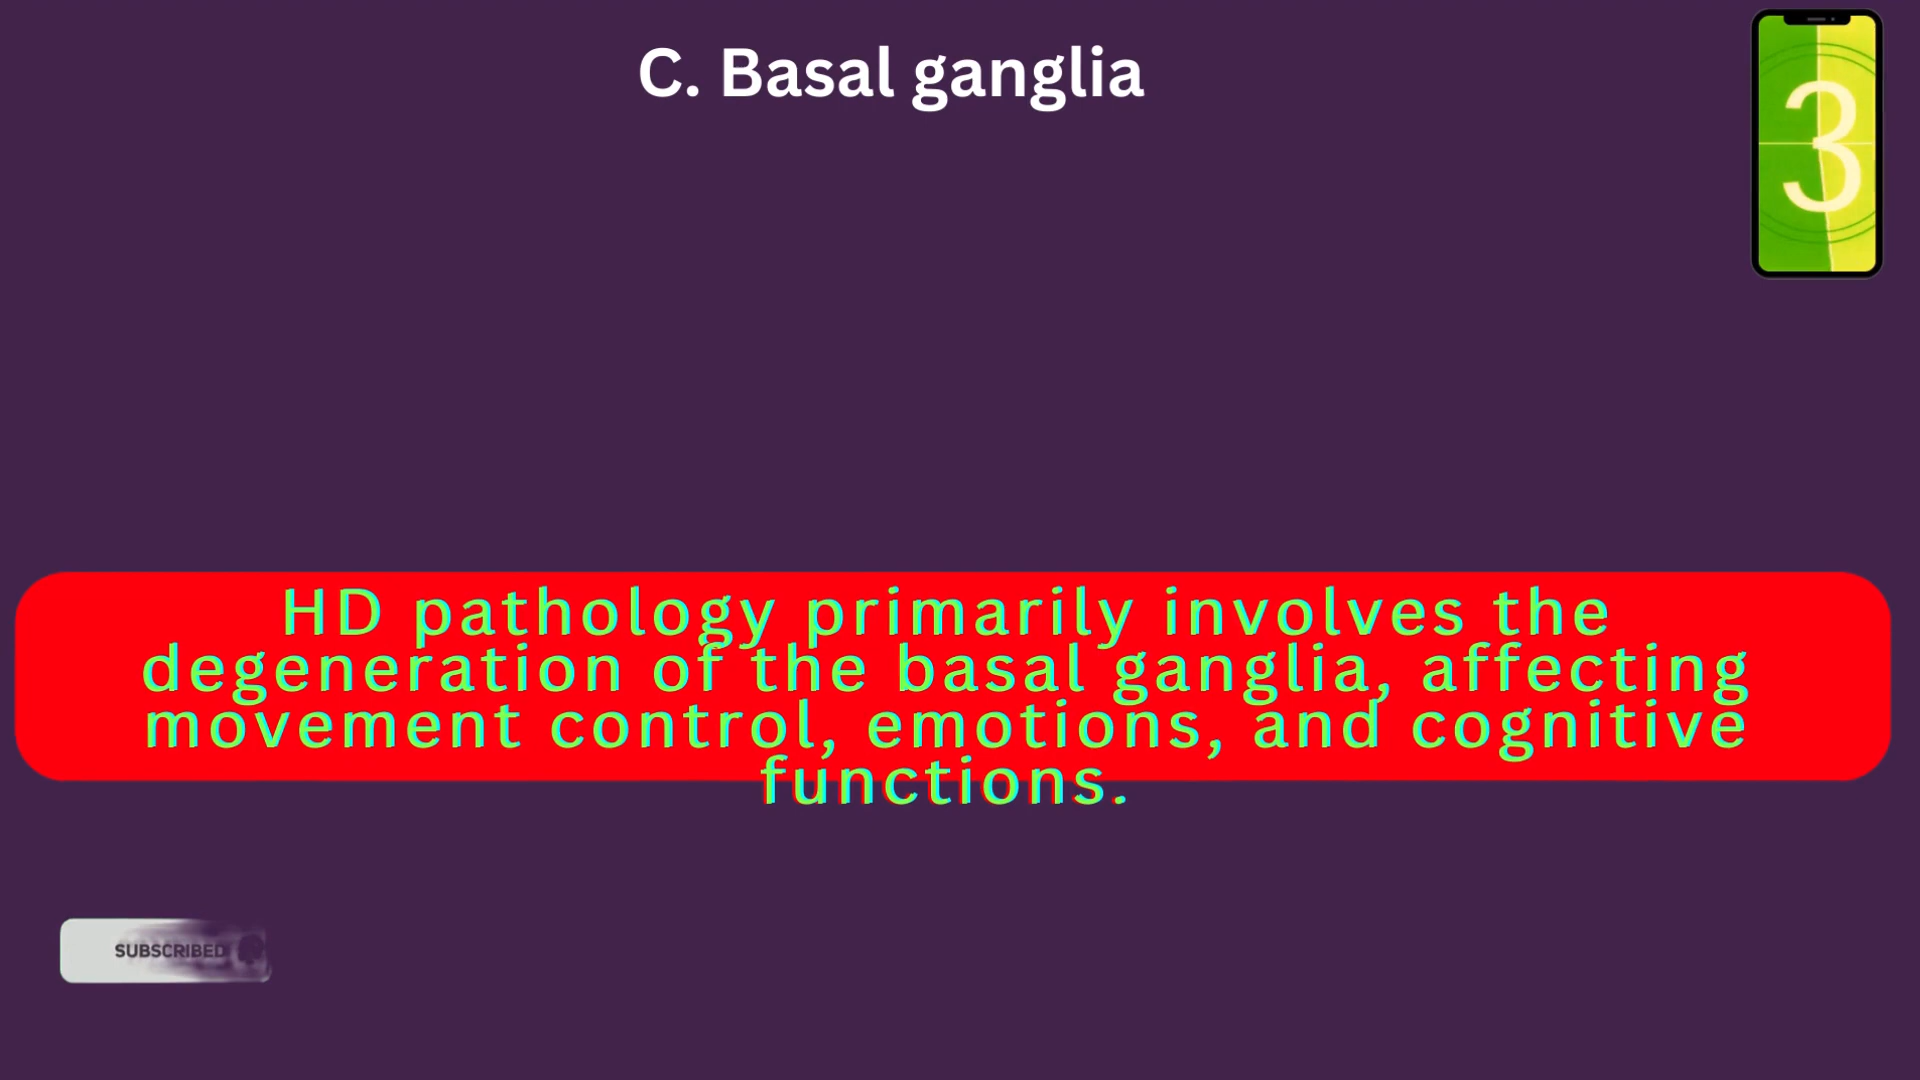 C. Basal ganglia
3
HD pathology primarily involves the
degeneration of the basal ganglia, affecting
movement control, emotions, and cognitive
functions.
SUBSCRIBED